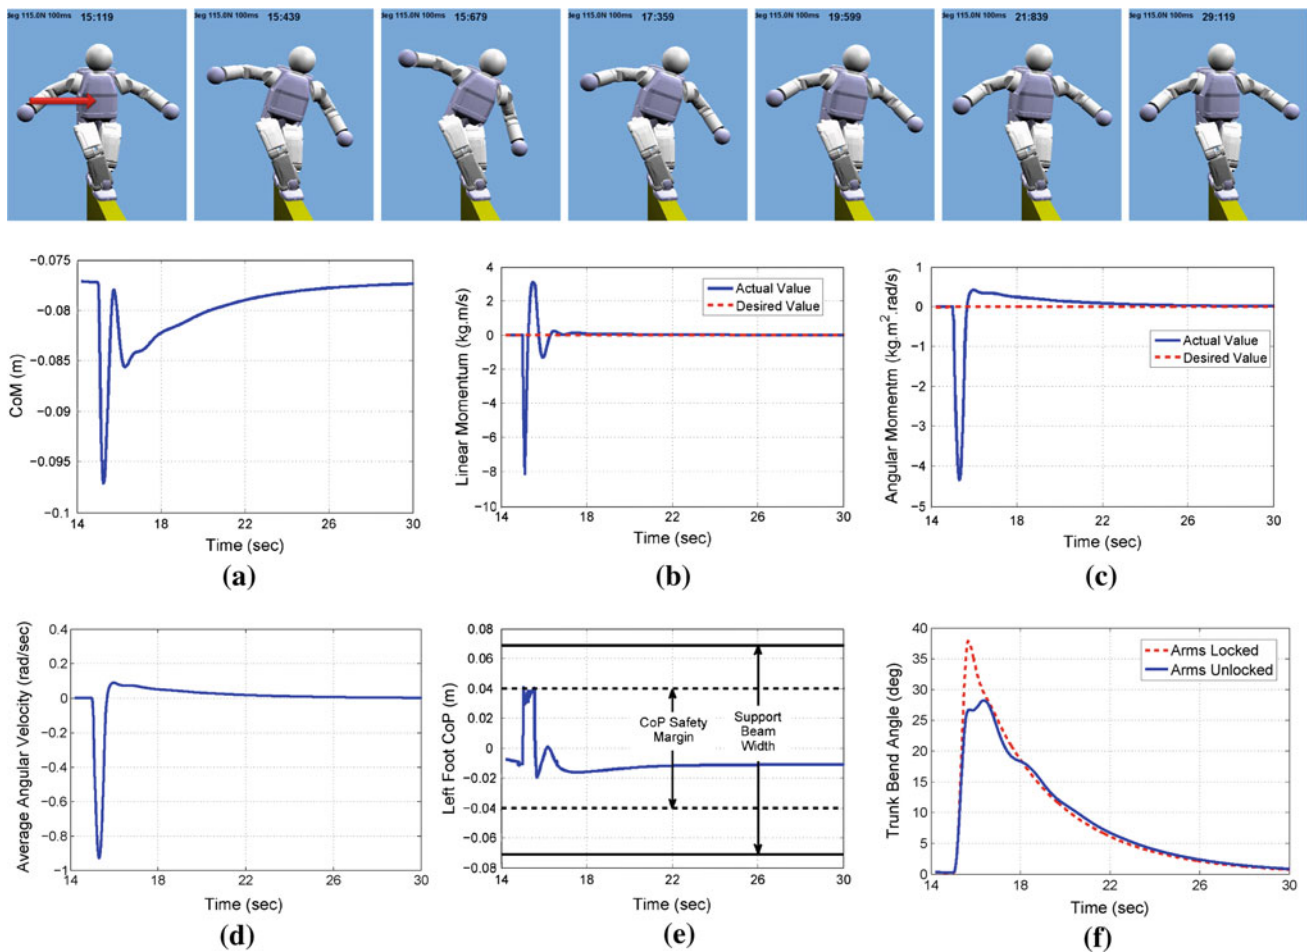 deg 115.0N 100ms 15:119
deg 115.0N 100ms 15:439
deg 115.0N 100ms 15:679
deg 115.0N 100ms 17:359
deg 115.0N 100ms 19:599
deg 115.0N 100ms 21:839
deg 115.0N 100ms 29:119
CoM (m)
−0.075
−0.08
−0.085
−0.09
−0.095
−0.1
14 18 22 26 30
Time (sec)
(a)
Linear Momentum (kg.m/s)
4
2
0
−2
−4
−6
−8
−10
Actual Value
Desired Value
14 16 18 20 22 24 26 28 30
Time (sec)
(b)
Angular Momentm (kg.m².rad/s)
1
0
−1
−2
−3
−4
−5
Actual Value
Desired Value
14 18 22 26 30
Time (sec)
(c)
Average Angular Velocity (rad/sec)
0.4
0.2
0
−0.2
−0.4
−0.6
−0.8
−1
14 18 22 26 30
Time (sec)
(d)
Left Foot CoP (m)
0.08
0.06
0.04
0.02
0
−0.02
−0.04
−0.06
−0.08
CoP Safety
Margin
Support
Beam
Width
14 18 22 26 30
Time (sec)
(e)
Trunk Bend Angle (deg)
40
35
30
25
20
15
10
5
0
Arms Locked
Arms Unlocked
14 18 22 26 30
Time (sec)
(f)